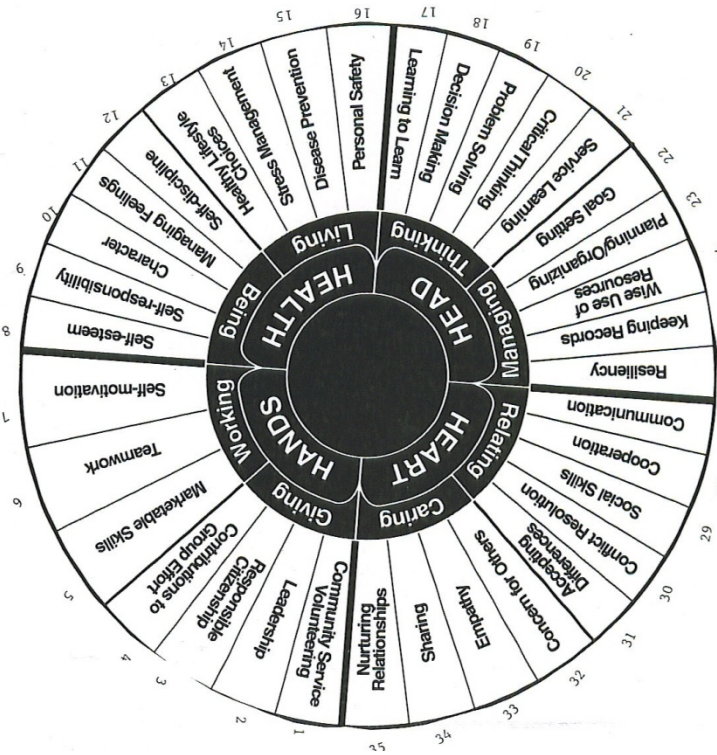 HEAD
Thinking
17 Learning to Learn
18 Decision Making
19 Problem Solving
20 Critical Thinking
21 Service Learning
Managing
22 Goal Setting
23 Planning/Organizing
Wise Use of
Resources
Keeping Records
Resiliency
HEART
Relating
Communication
Cooperation
29 Social Skills
30 Conflict Resolution
31 Accepting
Differences
Caring
32 Concern for Others
33 Empathy
34 Sharing
35 Nurturing
Relationships
HANDS
Giving
1 Community Service
Volunteering
2 Leadership
3 Responsible
Citizenship
4 Contributions to
Group Effort
Working
5 Marketable Skills
6 Teamwork
Self-motivation
HEALTH
Being
8 Self-esteem
9 Self-responsibility
10 Character
11 Managing Feelings
12 Self-discipline
Living
13 Healthy Lifestyle
Choices
14 Stress Management
15 Disease Prevention
16 Personal Safety